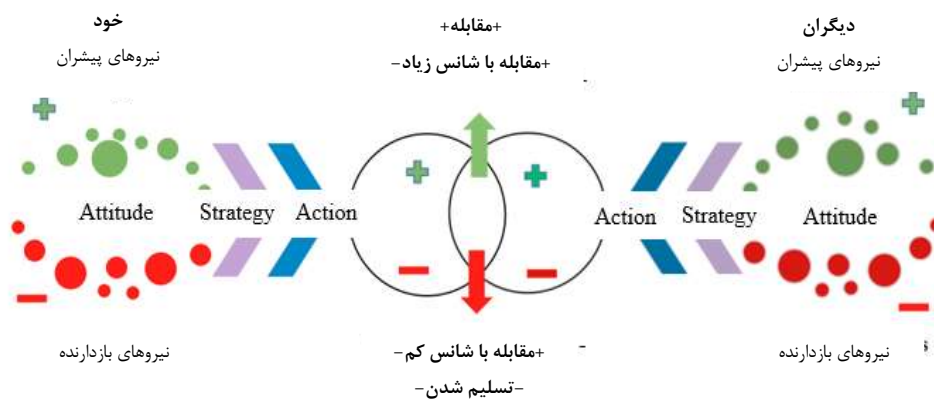 خود
نیروهای پیشران
+مقابله+
+مقابله با شانس زیاد-
دیگران
نیروهای پیشران
Attitude Strategy Action
Action Strategy Attitude
نیروهای بازدارنده
+مقابله با شانس کم-
-تسلیم شدن-
نیروهای بازدارنده
s